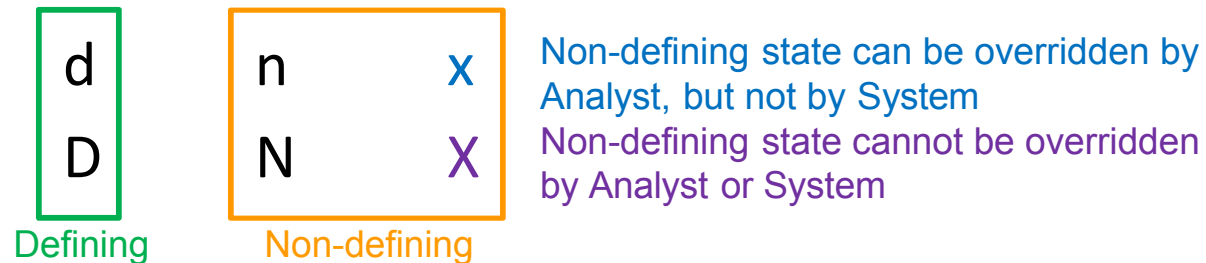 d n x Non-defining state can be overridden by
Analyst, but not by System
D N X Non-defining state cannot be overridden
by Analyst or System
Defining Non-defining